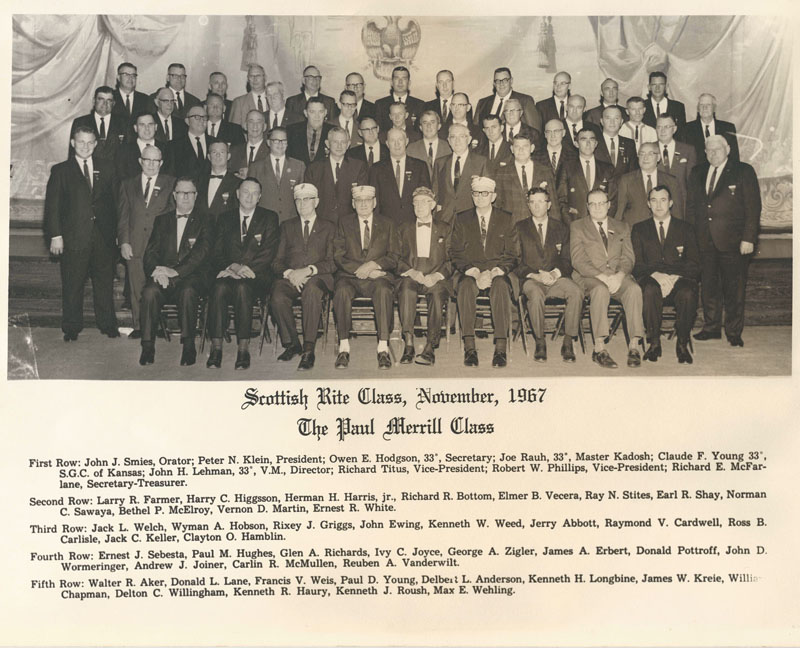 Scottish Rite Class, November, 1967
The Paul Merrill Class
First Row: John J. Smies, Orator; Peter N. Klein, President; Owen E. Hodgson, 33°, Secretary; Joe Rauh, 33°, Master Kadosh; Claude F. Young 33°,
S.G.C. of Kansas; John H. Lehman, 33°, V.M., Director; Richard Titus, Vice-President; Robert W. Phillips, Vice-President; Richard E. McFar-
lane, Secretary-Treasurer.
Second Row: Larry R. Farmer, Harry C. Higgsson, Herman H. Harris, jr., Richard R. Bottom, Elmer B. Vecera, Ray N. Stites, Earl R. Shay, Norman
C. Sawaya, Bethel P. McElroy, Vernon D. Martin, Ernest R. White.
Third Row: Jack L. Welch, Wyman A. Hobson, Rixey J. Griggs, John Ewing, Kenneth W. Weed, Jerry Abbott, Raymond V. Cardwell, Ross B.
Carlisle, Jack C. Keller, Clayton O. Hamblin.
Fourth Row: Ernest J. Sebesta, Paul M. Hughes, Glen A. Richards, Ivy C. Joyce, George A. Zigler, James A. Erbert, Donald Pottroff, John D.
Wormeringer, Andrew J. Joiner, Carlin R. McMullen, Reuben A. Vanderwilt.
Fifth Row: Walter R. Aker, Donald L. Lane, Francis V. Weis, Paul D. Young, Delbert L. Anderson, Kenneth H. Longbine, James W. Kreie,
Chapman, Delton C. Willingham, Kenneth R. Haury, Kenneth J. Roush, Max E. Wehling.